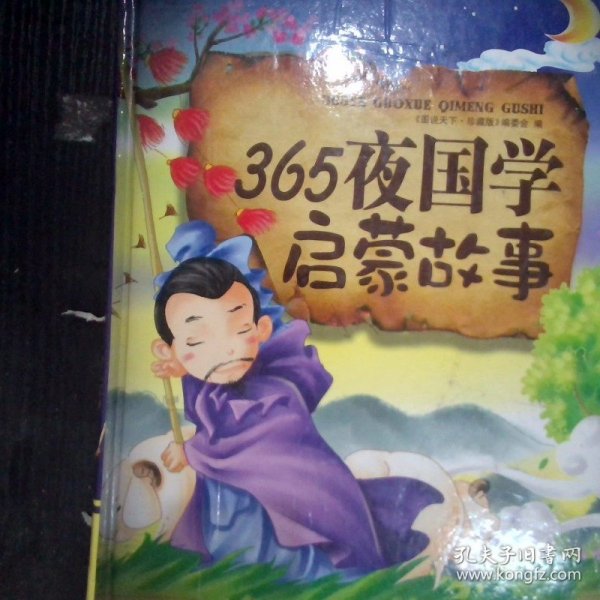 GUOXUE QIMENG GUSHI
《图说天下·珍藏版》编委会 编
365夜国学
启蒙故事
孔夫子旧书网
www.kongfz.com